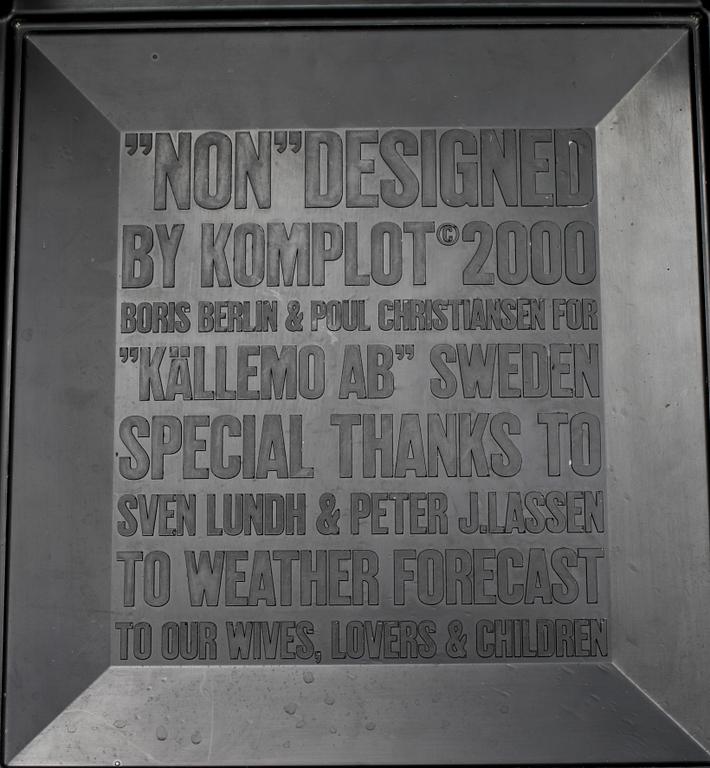 ”NON”DESIGNED
BY KOMPLOT©2000
BORIS BERLIN & POUL CHRISTIANSEN FOR
”KÄLLEMO AB” SWEDEN
SPECIAL THANKS TO
SVEN LUNDH & PETER J.LASSEN
TO WEATHER FORECAST
TO OUR WIVES, LOVERS & CHILDREN